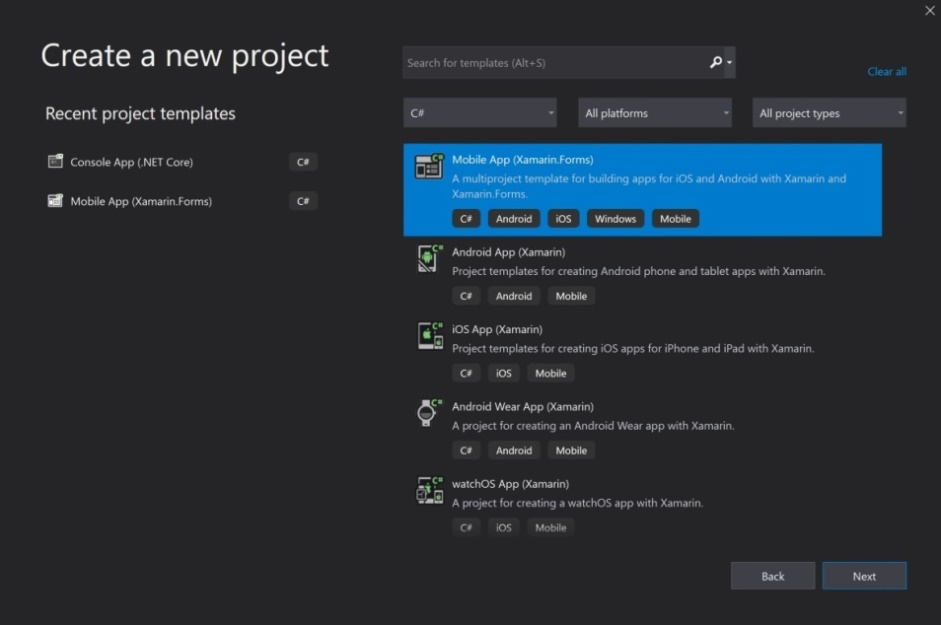 Create a new project
Search for templates (Alt+S)
Clear all
Recent project templates
C#
All platforms
All project types
Console App (.NET Core)
C#
Mobile App (Xamarin.Forms)
C#
Mobile App (Xamarin.Forms)
A multiproject template for building apps for iOS and Android with Xamarin and
Xamarin.Forms.
C# Android iOS Windows Mobile
Android App (Xamarin)
Project templates for creating Android phone and tablet apps with Xamarin.
C# Android Mobile
iOS App (Xamarin)
Project templates for creating iOS apps for iPhone and iPad with Xamarin.
C# iOS Mobile
Android Wear App (Xamarin)
A project for creating an Android Wear app with Xamarin.
C# Android Mobile
watchOS App (Xamarin)
A project for creating a watchOS app with Xamarin.
C# iOS Mobile
Back
Next